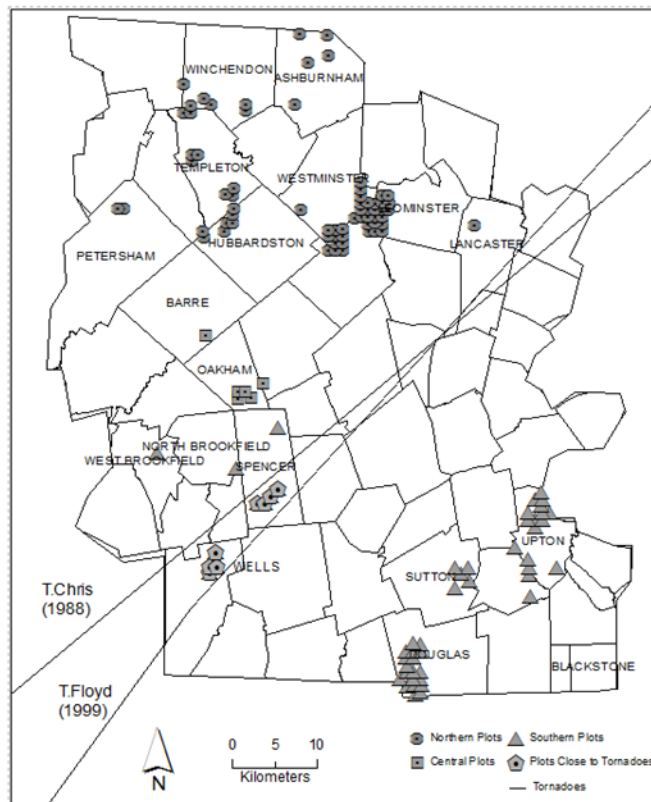 WINCHENDON
ASHBURNHAM
TEMPLETON
WESTMINSTER
LEOMINSTER
LANCASTER
HUBBARDSTON
PETERSHAM
BARRE
OAKHAM
NORTH BROOKFIELD
WEST BROOKFIELD
SPENCER
UPTON
WELLS
SUTTON
T.Chris
(1988)
DOUGLAS
BLACKSTONE
T.Floyd
(1999)
N
0 5 10
Kilometers
Northern Plots
Southern Plots
Central Plots
Plots Close to Tornadoes
Tornadoes